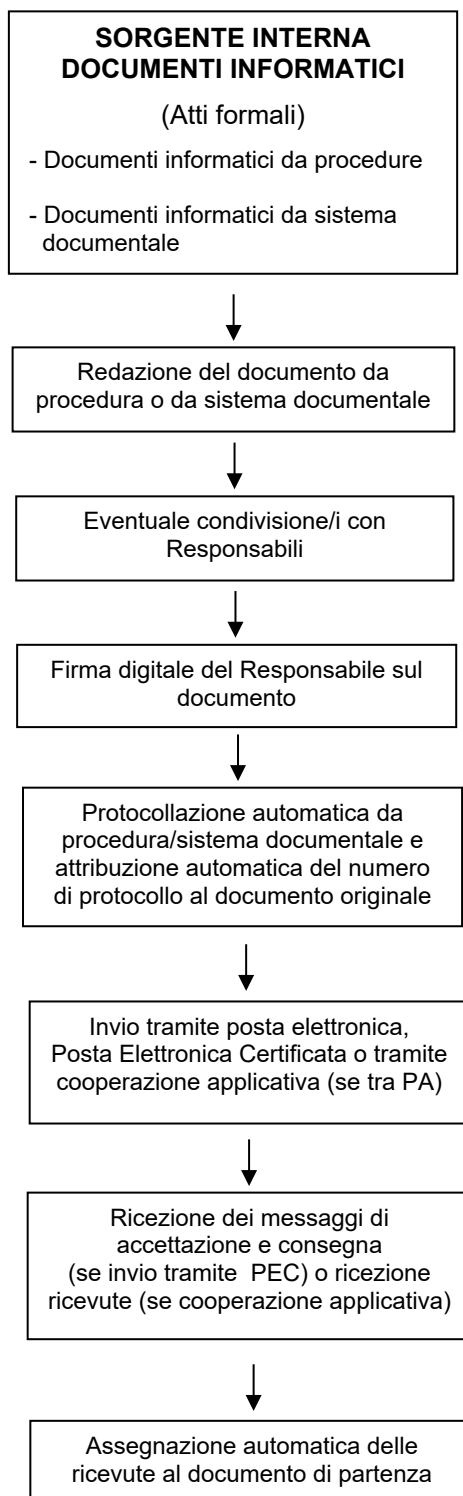 SORGENTE INTERNA
DOCUMENTI INFORMATICI
(Atti formali)
- Documenti informatici da procedure
- Documenti informatici da sistema
documentale
Redazione del documento da
procedura o da sistema documentale
Eventuale condivisione/i con
Responsabili
Firma digitale del Responsabile sul
documento
Protocollazione automatica da
procedura/sistema documentale e
attribuzione automatica del numero
di protocollo al documento originale
Invio tramite posta elettronica,
Posta Elettronica Certificata o tramite
cooperazione applicativa (se tra PA)
Ricezione dei messaggi di
accettazione e consegna
(se invio tramite PEC) o ricezione
ricevute (se cooperazione applicativa)
Assegnazione automatica delle
ricevute al documento di partenza